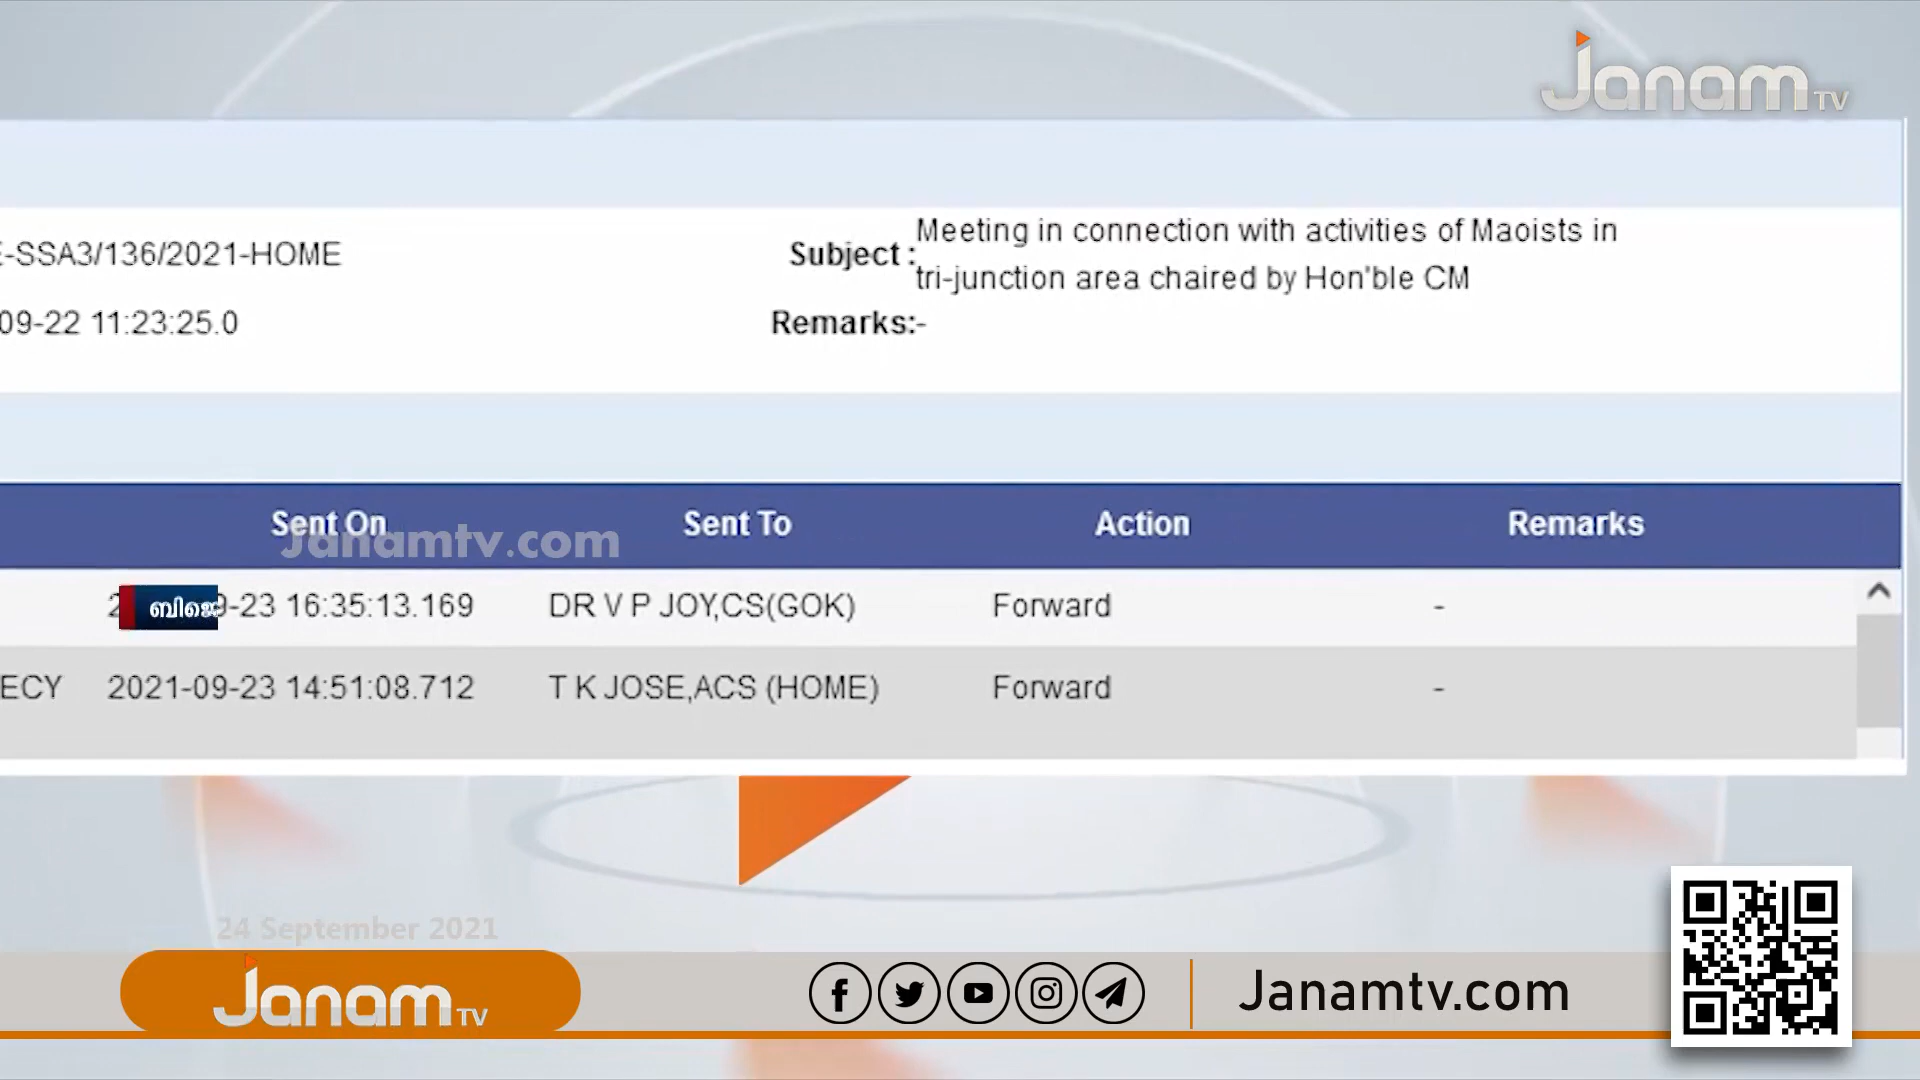 Janam TV
E-SSA3/136/2021-HOME
Subject :
Meeting in connection with activities of Maoists in
tri-junction area chaired by Hon'ble CM
09-22 11:23:25.0
Remarks:-
Sent On Sent To Action Remarks
Janamtv.com
ബിജെ
9-23 16:35:13.169 DR V P JOY,CS(GOK) Forward -
ECY 2021-09-23 14:51:08.712 T K JOSE,ACS (HOME) Forward -
24 September 2021
Janam TV
Janamtv.com